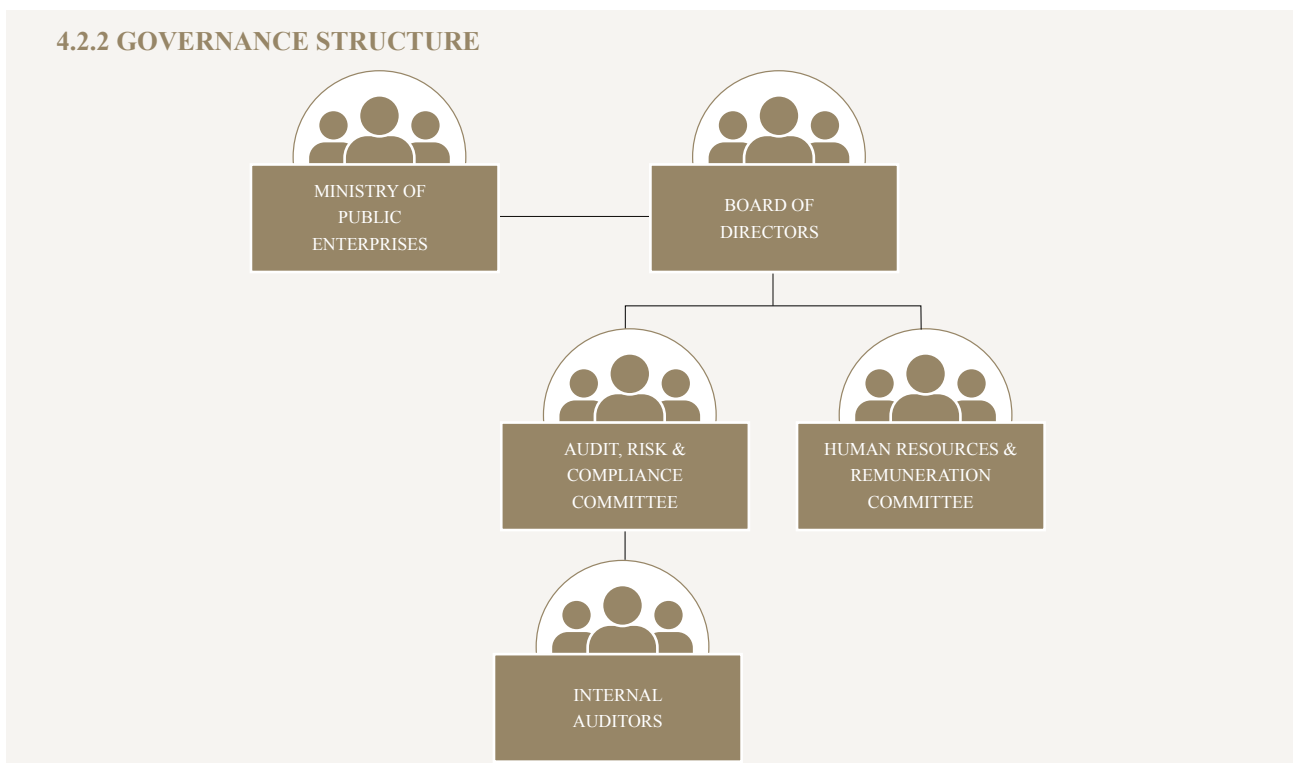 4.2.2 GOVERNANCE STRUCTURE
MINISTRY OF
PUBLIC
ENTERPRISES
BOARD OF
DIRECTORS
AUDIT, RISK &
COMPLIANCE
COMMITTEE
HUMAN RESOURCES &
REMUNERATION
COMMITTEE
INTERNAL
AUDITORS